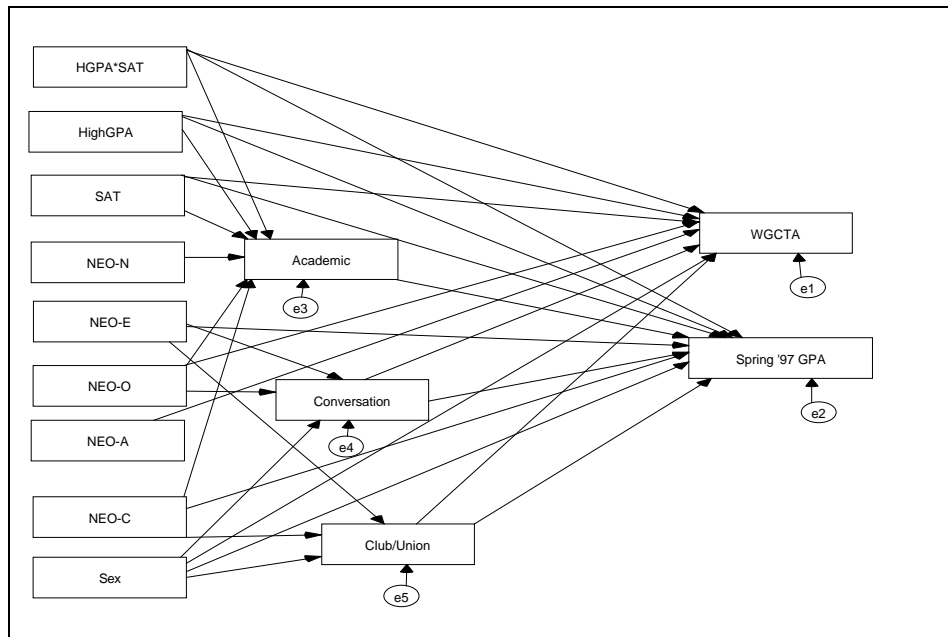 HGPA*SAT
HighGPA
SAT
WGCTA
NEO-N
Academic
e1
e3
NEO-E
Spring '97 GPA
NEO-O
Conversation
e2
NEO-A
e4
NEO-C
Club/Union
Sex
e5